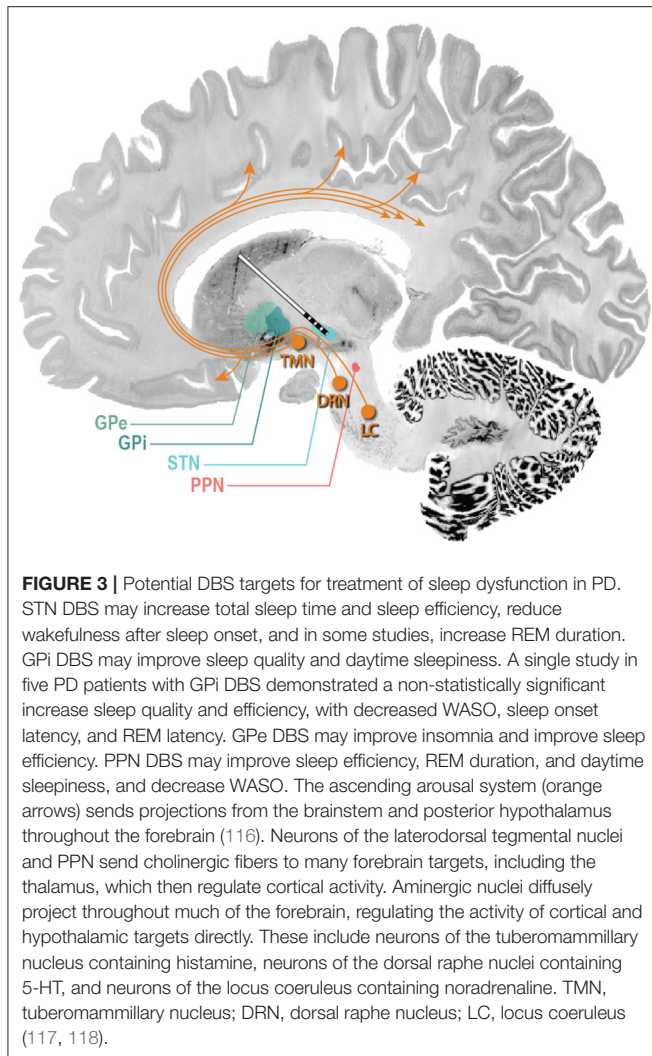 TMN
DRN
LC
GPe
GPi
STN
PPN
FIGURE 3 | Potential DBS targets for treatment of sleep dysfunction in PD.
STN DBS may increase total sleep time and sleep efficiency, reduce
wakefulness after sleep onset, and in some studies, increase REM duration.
GPi DBS may improve sleep quality and daytime sleepiness. A single study in
five PD patients with GPi DBS demonstrated a non-statistically significant
increase sleep quality and efficiency, with decreased WASO, sleep onset
latency, and REM latency. GPe DBS may improve insomnia and improve sleep
efficiency. PPN DBS may improve sleep efficiency, REM duration, and daytime
sleepiness, and decrease WASO. The ascending arousal system (orange
arrows) sends projections from the brainstem and posterior hypothalamus
throughout the forebrain (116). Neurons of the laterodorsal tegmental nuclei
and PPN send cholinergic fibers to many forebrain targets, including the
thalamus, which then regulate cortical activity. Aminergic nuclei diffusely
project throughout much of the forebrain, regulating the activity of cortical and
hypothalamic targets directly. These include neurons of the tuberomammillary
nucleus containing histamine, neurons of the dorsal raphe nuclei containing
5-HT, and neurons of the locus coeruleus containing noradrenaline. TMN,
tuberomammillary nucleus; DRN, dorsal raphe nucleus; LC, locus coeruleus
(117, 118).